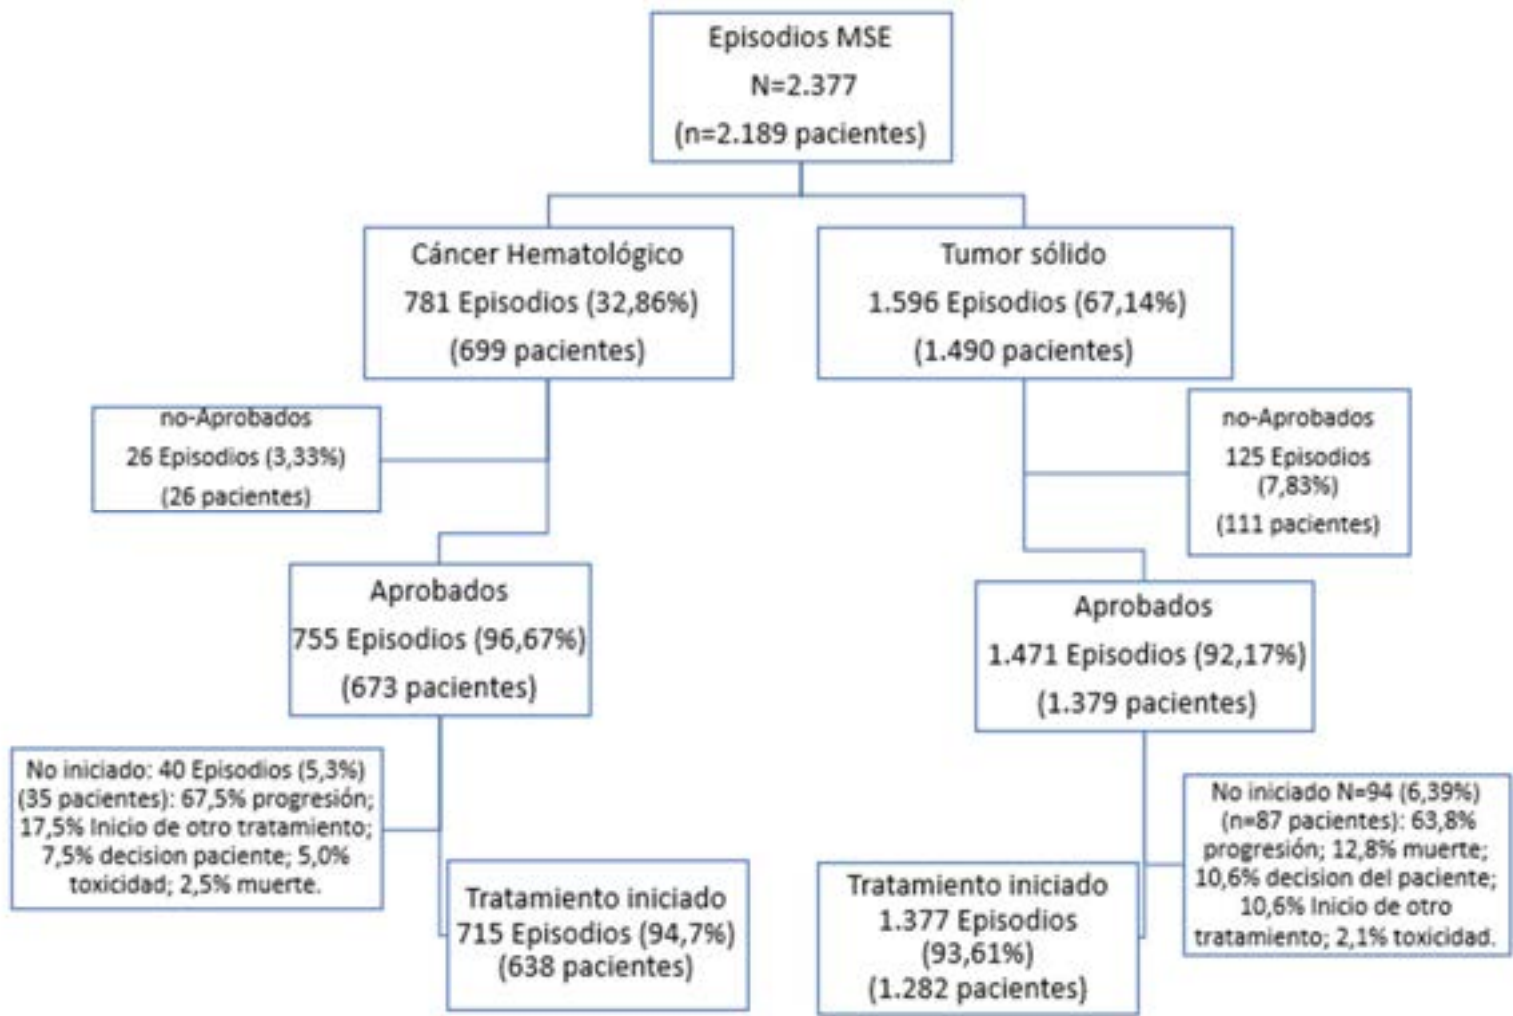 Episodios MSE
N=2.377
(n=2.189 pacientes)
Cáncer Hematológico
781 Episodios (32,86%)
(699 pacientes)
Tumor sólido
1.596 Episodios (67,14%)
(1.490 pacientes)
no-Aprobados
26 Episodios (3,33%)
(26 pacientes)
no-Aprobados
125 Episodios
(7,83%)
(111 pacientes)
Aprobados
755 Episodios (96,67%)
(673 pacientes)
Aprobados
1.471 Episodios (92,17%)
(1.379 pacientes)
No iniciado: 40 Episodios (5,3%)
(35 pacientes): 67,5% progresión;
17,5% Inicio de otro tratamiento;
7,5% decision paciente; 5,0%
toxicidad; 2,5% muerte.
Tratamiento iniciado
715 Episodios (94,7%)
(638 pacientes)
Tratamiento iniciado
1.377 Episodios
(93,61%)
(1.282 pacientes)
No iniciado N=94 (6,39%)
(n=87 pacientes): 63,8%
progresión; 12,8% muerte;
10,6% decision del paciente;
10,6% Inicio de otro
tratamiento; 2,1% toxicidad.